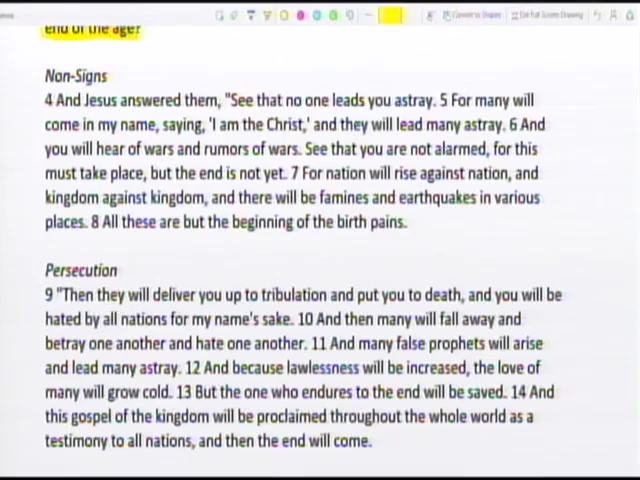 end of the age?
Non-Signs
4 And Jesus answered them, "See that no one leads you astray. 5 For many will
come in my name, saying, 'I am the Christ,' and they will lead many astray. 6 And
you will hear of wars and rumors of wars. See that you are not alarmed, for this
must take place, but the end is not yet. 7 For nation will rise against nation, and
kingdom against kingdom, and there will be famines and earthquakes in various
places. 8 All these are but the beginning of the birth pains.
Persecution
9 "Then they will deliver you up to tribulation and put you to death, and you will be
hated by all nations for my name's sake. 10 And then many will fall away and
betray one another and hate one another. 11 And many false prophets will arise
and lead many astray. 12 And because lawlessness will be increased, the love of
many will grow cold. 13 But the one who endures to the end will be saved. 14 And
this gospel of the kingdom will be proclaimed throughout the whole world as a
testimony to all nations, and then the end will come.